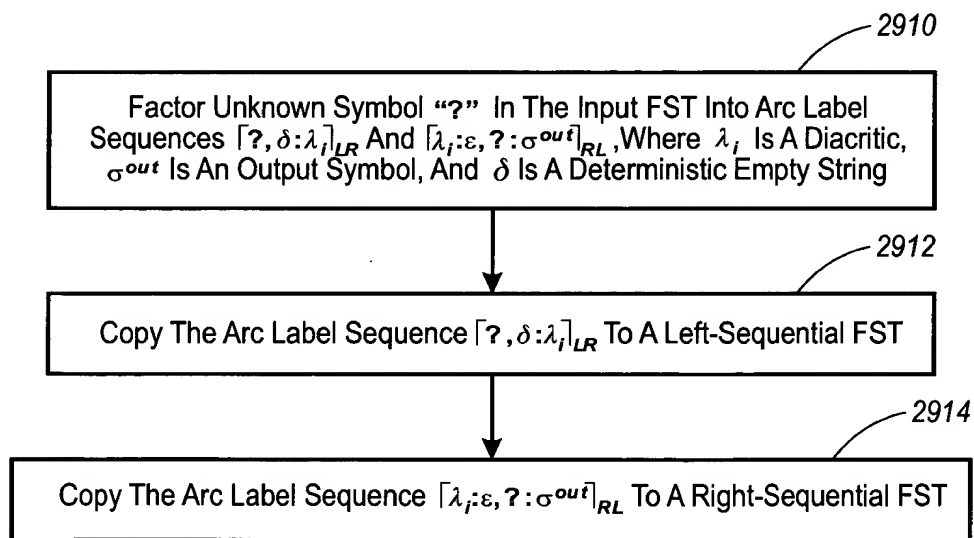 2910
Factor Unknown Symbol "?" In The Input FST Into Arc Label
Sequences ⌈?,δ:λᵢ⌉LR And ⌈λᵢ:ε,?:σᵒᵘᵗ⌉RL,Where λᵢ Is A Diacritic,
σᵒᵘᵗ Is An Output Symbol, And δ Is A Deterministic Empty String
2912
Copy The Arc Label Sequence ⌈?,δ:λᵢ⌉LR To A Left-Sequential FST
2914
Copy The Arc Label Sequence ⌈λᵢ:ε,?:σᵒᵘᵗ⌉RL To A Right-Sequential FST